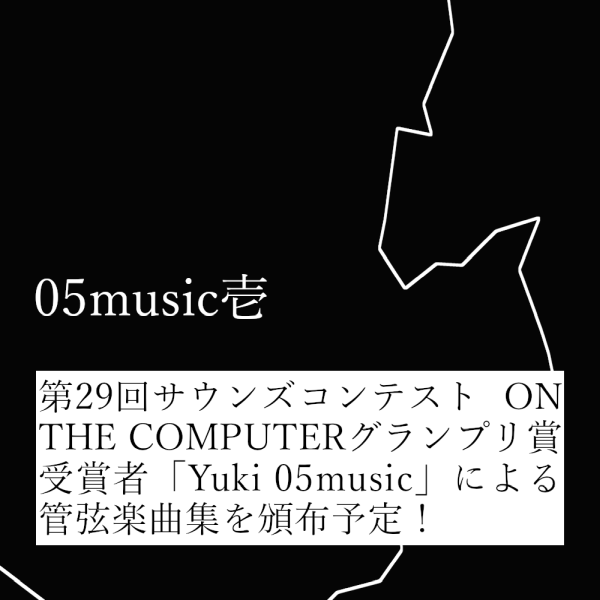 05music壱
第29回サウンズコンテスト ON
THE COMPUTERグランプリ賞
受賞者「Yuki 05music」による
管弦楽曲集を頒布予定！